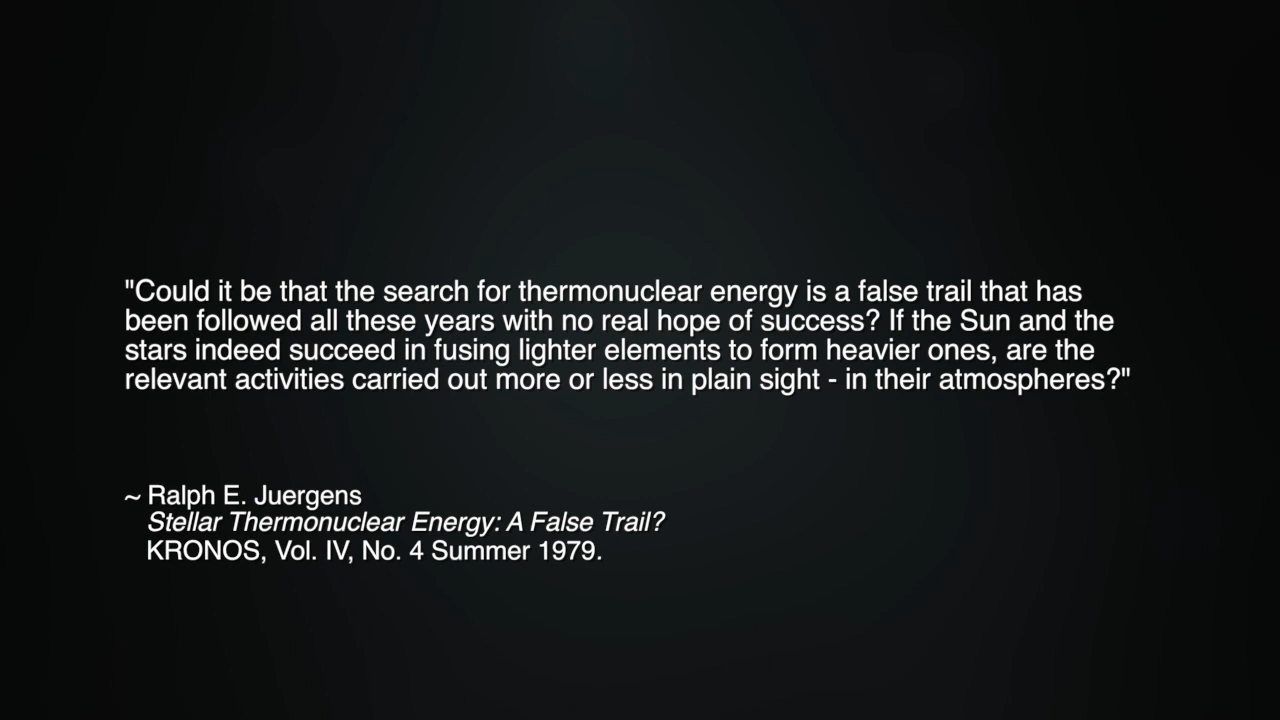 "Could it be that the search for thermonuclear energy is a false trail that has
been followed all these years with no real hope of success? If the Sun and the
stars indeed succeed in fusing lighter elements to form heavier ones, are the
relevant activities carried out more or less in plain sight - in their atmospheres?"
~ Ralph E. Juergens
Stellar Thermonuclear Energy: A False Trail?
KRONOS, Vol. IV, No. 4 Summer 1979.